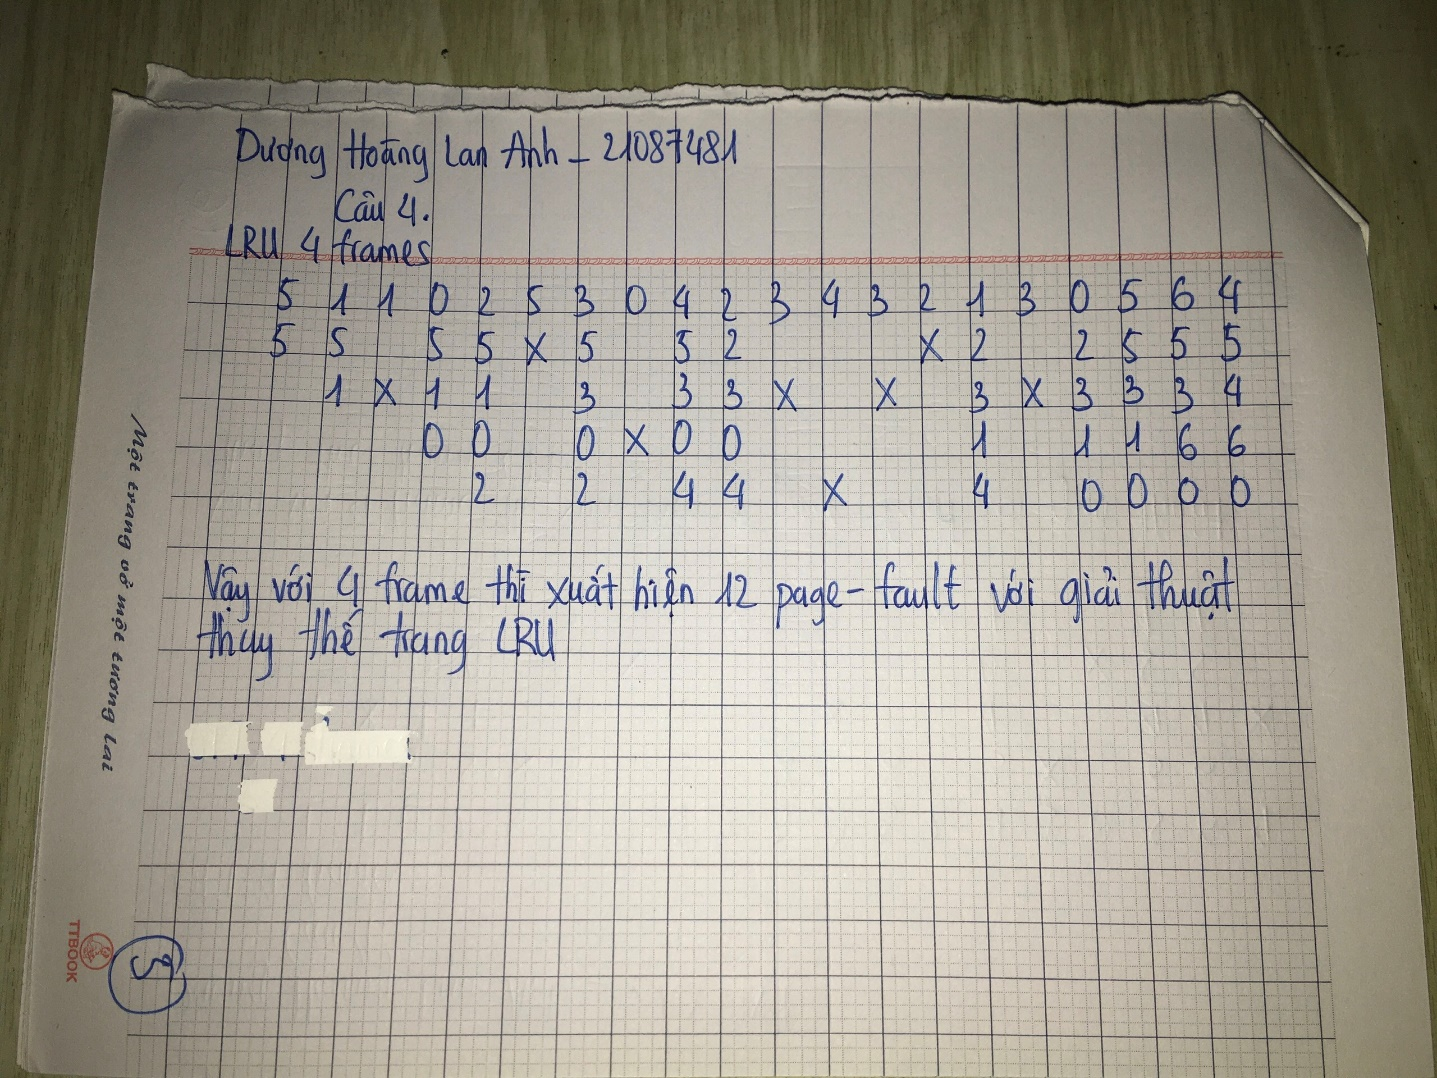 Dương Hoàng Lan Anh - 21087481
Câu 4.
LRU 4 frames
5 1 1 0 2 5 3 0 4 2 3 4 3 2 1 3 0 5 6 4
5 5 5 5 X 5 5 2 X 2 2 5 5 5
1 X 1 1 3 3 3 X X 3 X 3 3 3 4
0 0 0 X 0 0 1 1 1 6 6
2 2 4 4 X 4 0 0 0 0
Vậy với 4 frame thì xuất hiện 12 page-fault với giải thuật
thay thế trang LRU
Một trang vở một tương lai
TTBOOK
5